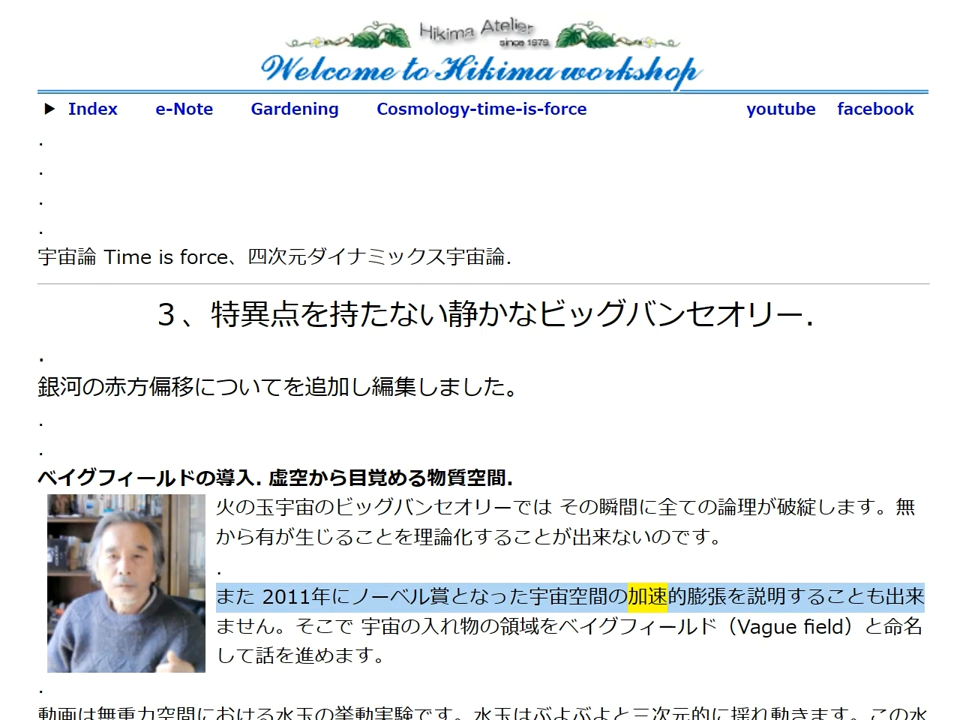 Hikima Atelier
since 1979
Welcome to Hikima workshop
▶ Index e-Note Gardening Cosmology-time-is-force youtube facebook
.
.
.
.
宇宙論 Time is force、四次元ダイナミックス宇宙論.
３、特異点を持たない静かなビッグバンセオリー.
.
銀河の赤方偏移についてを追加し編集しました。
.
.
ベイグフィールドの導入. 虚空から目覚める物質空間.
火の玉宇宙のビッグバンセオリーでは その瞬間に全ての論理が破綻します。無
から有が生じることを理論化することが出来ないのです。
.
また 2011年にノーベル賞となった宇宙空間の加速的膨張を説明することも出来
ません。そこで 宇宙の入れ物の領域をベイグフィールド（Vague field）と命名
して話を進めます。
.
動画は無重力空間における水玉の挙動実験です。水玉はぷよぷよと三次元的に揺れ動きます。この水